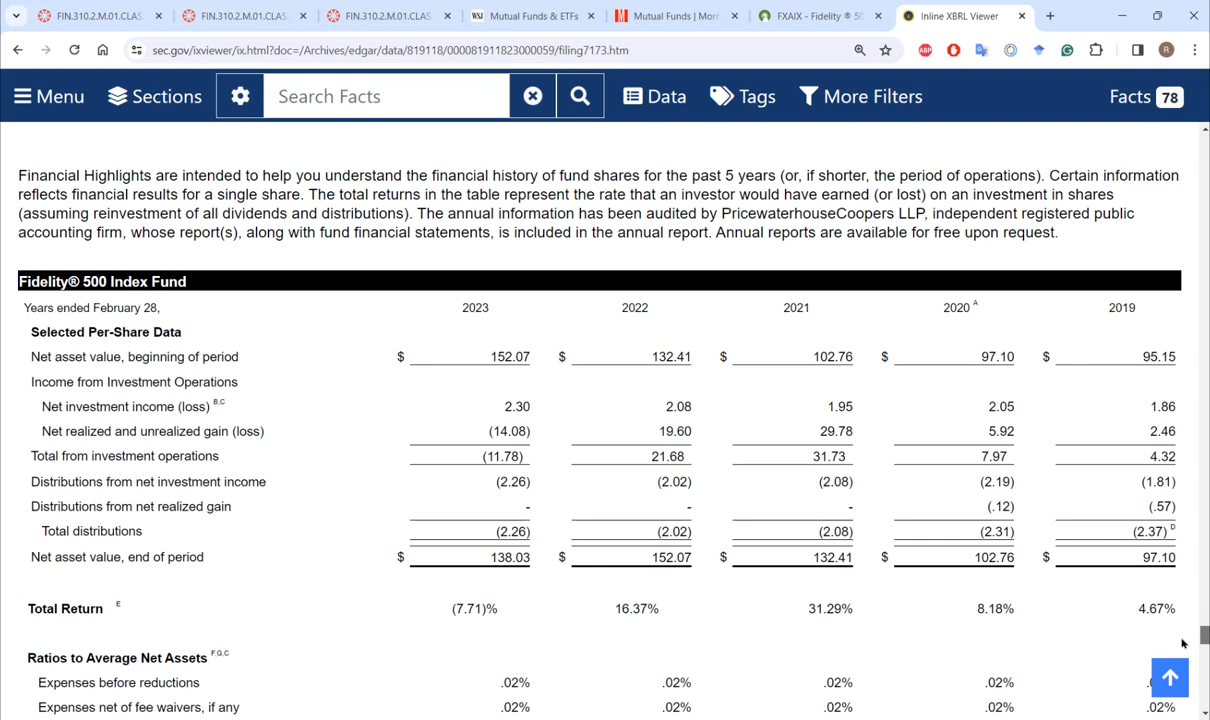 FIN.310.2.M.01.CLAS. FIN.310.2.M.01.CLAS. FIN.310.2.M.01.CLAS. WSJ Mutual Funds & ETFs Mutual Funds | Morn FXAIX - Fidelity ® 50 Inline XBRL Viewer
sec.gov/ixviewer/ix.html?doc=/Archives/edgar/data/819118/000081911823000059/filing7173.htm ABP R
Menu Sections Search Facts Data Tags More Filters Facts 78
Financial Highlights are intended to help you understand the financial history of fund shares for the past 5 years (or, if shorter, the period of operations). Certain information
reflects financial results for a single share. The total returns in the table represent the rate that an investor would have earned (or lost) on an investment in shares
(assuming reinvestment of all dividends and distributions). The annual information has been audited by PricewaterhouseCoopers LLP, independent registered public
accounting firm, whose report(s), along with fund financial statements, is included in the annual report. Annual reports are available for free upon request.
Fidelity® 500 Index Fund
Years ended February 28, 2023 2022 2021 2020 A 2019
Selected Per-Share Data
Net asset value, beginning of period $ 152.07 $ 132.41 $ 102.76 $ 97.10 $ 95.15
Income from Investment Operations
Net investment income (loss) B,C 2.30 2.08 1.95 2.05 1.86
Net realized and unrealized gain (loss) (14.08) 19.60 29.78 5.92 2.46
Total from investment operations (11.78) 21.68 31.73 7.97 4.32
Distributions from net investment income (2.26) (2.02) (2.08) (2.19) (1.81)
Distributions from net realized gain - - - (.12) (.57)
Total distributions (2.26) (2.02) (2.08) (2.31) (2.37) D
Net asset value, end of period $ 138.03 $ 152.07 $ 132.41 $ 102.76 $ 97.10
Total Return E (7.71)% 16.37% 31.29% 8.18% 4.67%
Ratios to Average Net Assets F,G,C
Expenses before reductions .02% .02% .02% .02%
Expenses net of fee waivers, if any .02% .02% .02% .02% .02%